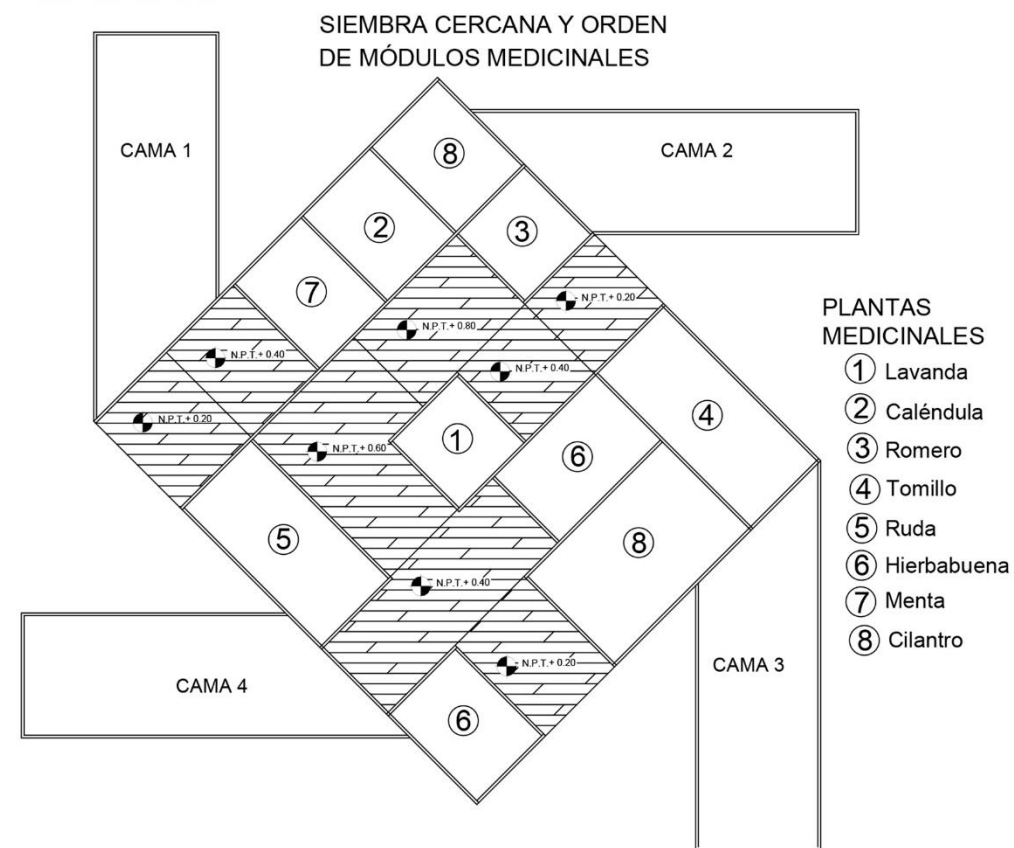 SIEMBRA CERCANA Y ORDEN
DE MÓDULOS MEDICINALES
CAMA 1
CAMA 2
8
2
3
7
N.P.T.+ 0.20
N.P.T.+ 0.80
N.P.T.+ 0.40
N.P.T.+ 0.40
N.P.T.+ 0.20
1
4
6
N.P.T.+ 0.60
5
8
N.P.T.+ 0.40
N.P.T.+ 0.20
6
CAMA 3
CAMA 4
PLANTAS
MEDICINALES
1 Lavanda
2 Caléndula
3 Romero
4 Tomillo
5 Ruda
6 Hierbabuena
7 Menta
8 Cilantro